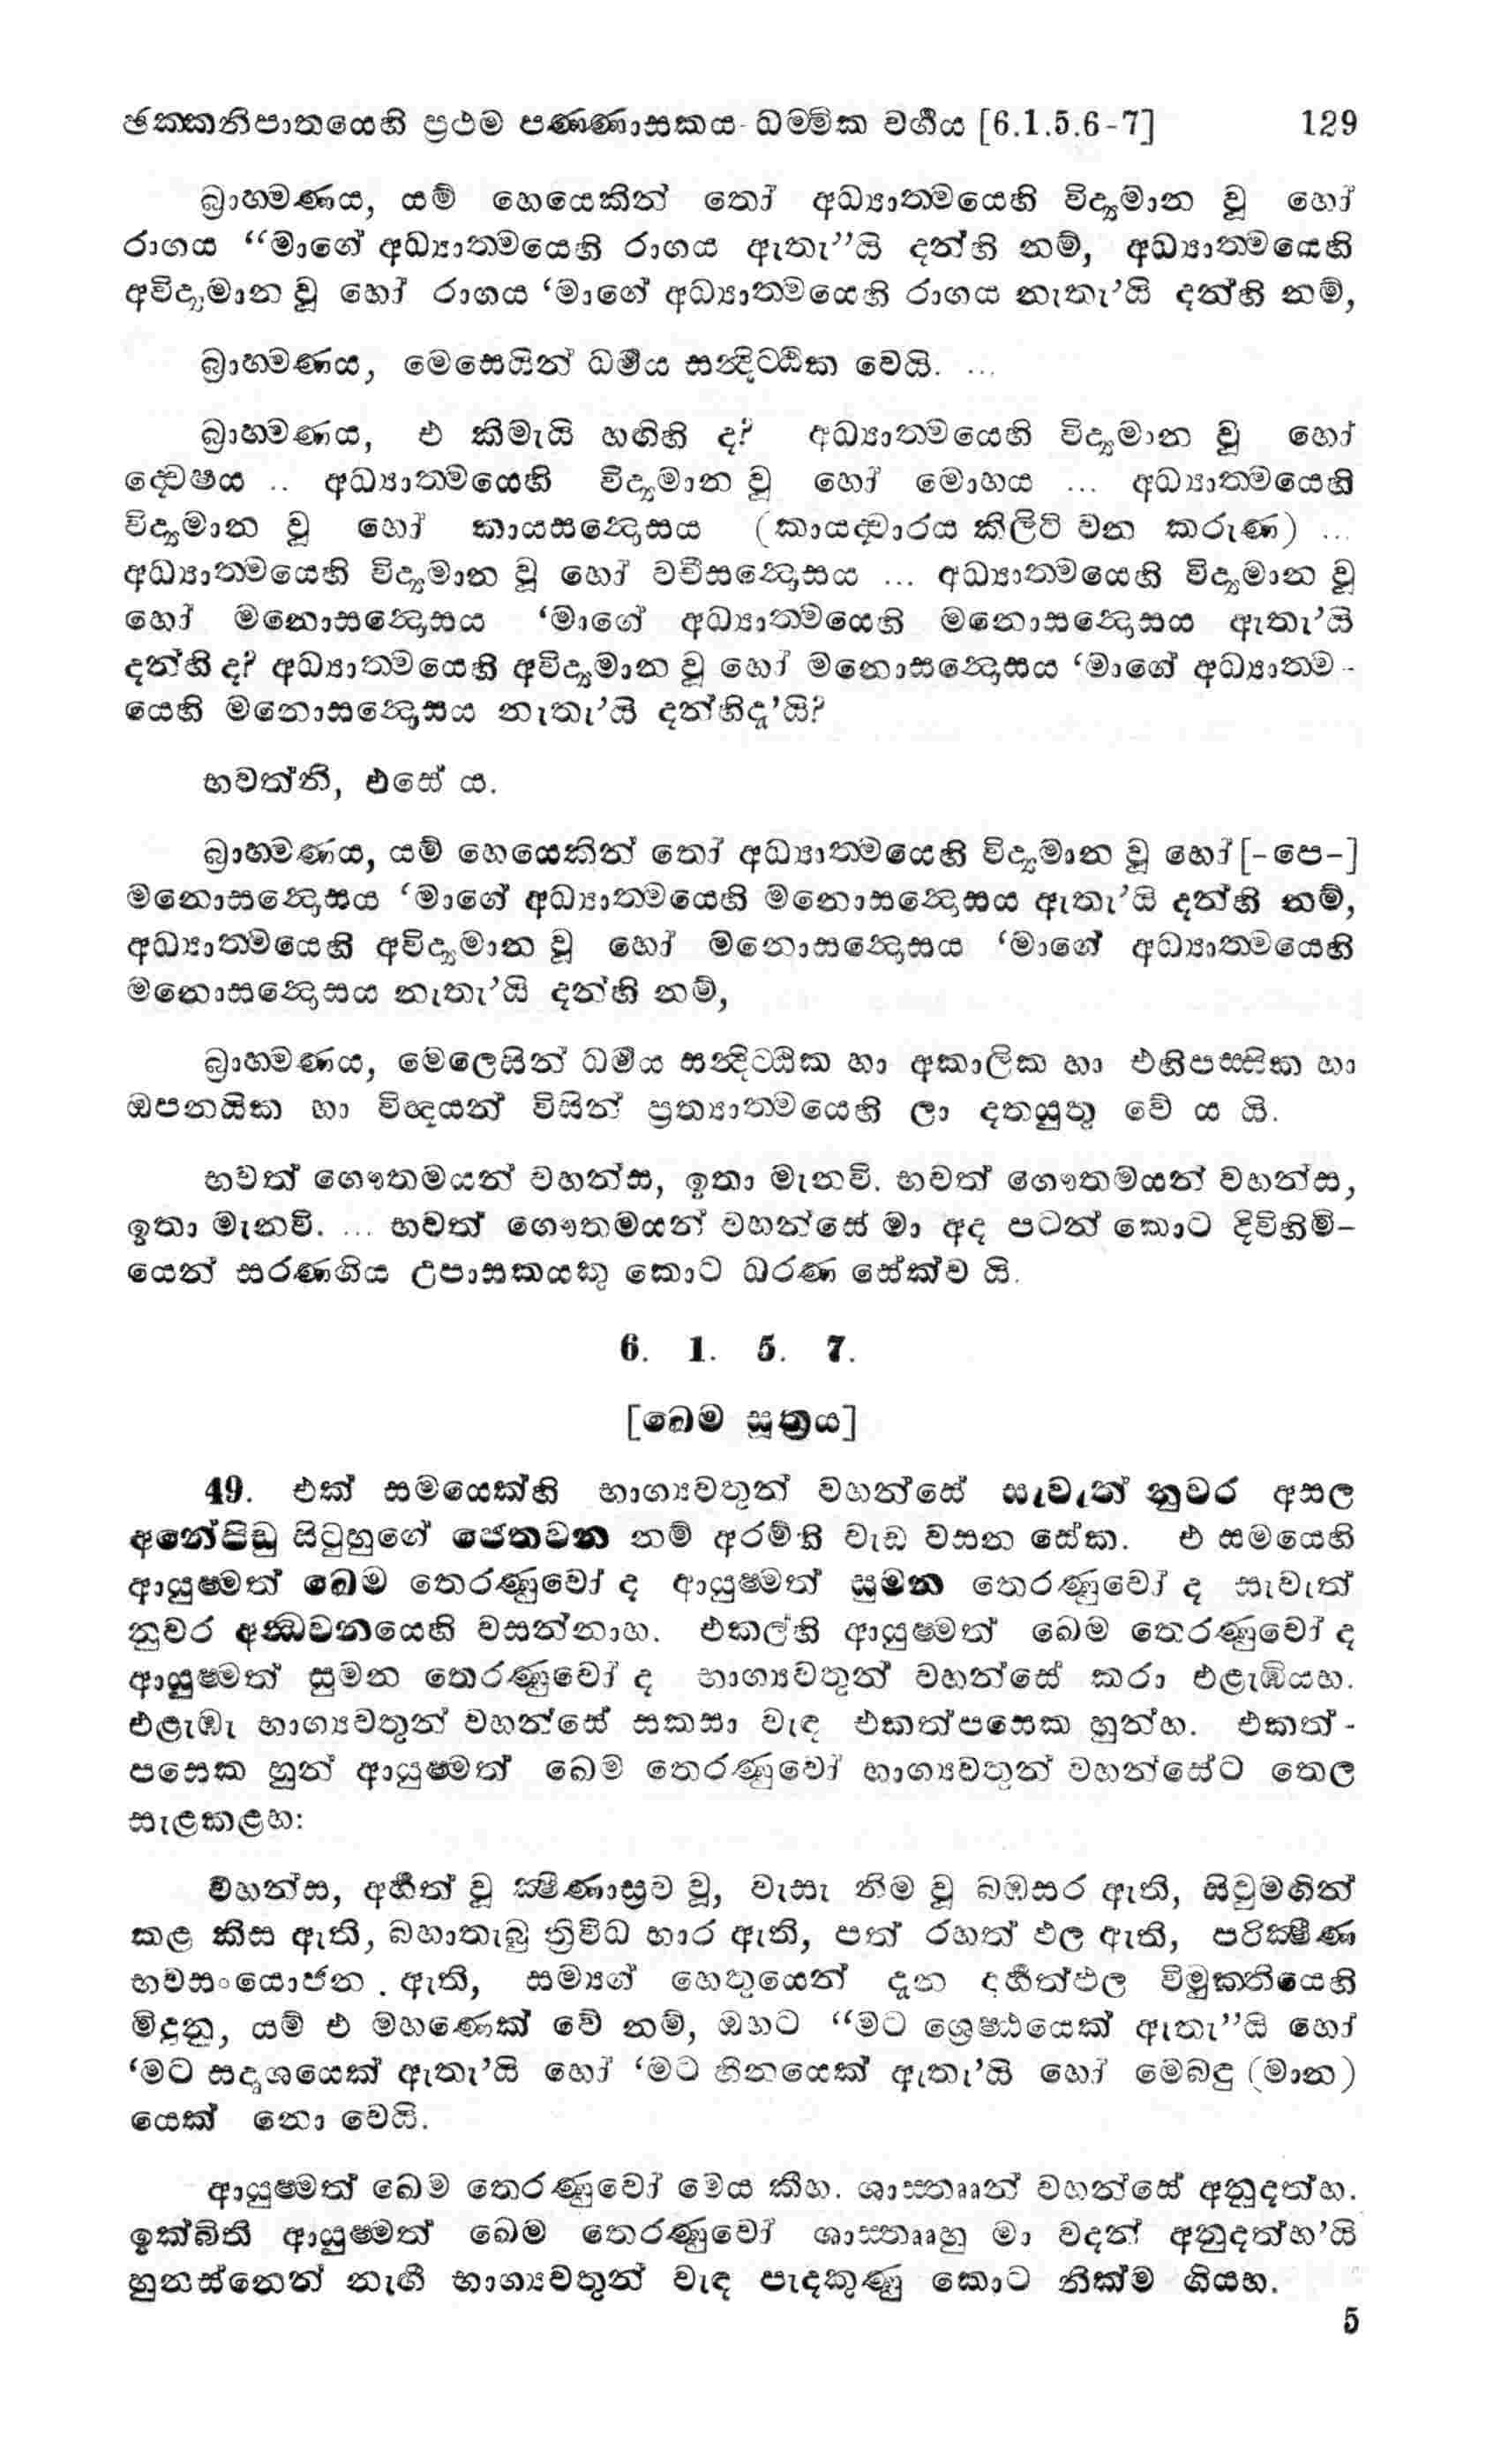 ඡක්කනිපාතයෙහි ප්‍රථම පණ්ණාසකය- ධම්මික වර්‍ගය [6.1.5.6-7] 129
බ්‍රාහ්මණය, යම් හෙයෙකින් තෝ අධ්‍යාත්මයෙහි විද්‍යමාන වූ හෝ
රාගය “මාගේ අධ්‍යාත්මයෙහි රාගය ඇතැ”යි දන්හි නම්, අධ්‍යාත්මයෙහි
අවිද්‍යමාන වූ හෝ රාගය ‘මාගේ අධ්‍යාත්මයෙහි රාගය නැතැ’යි දන්හි නම්,
බ්‍රාහ්මණය, මෙසෙයින් ධර්‍මය සන්දිට්ඨික වෙයි. ...
බ්‍රාහ්මණය, එ කිමැයි හඟිහි ද? අධ්‍යාත්මයෙහි විද්‍යමාන වූ හෝ
ද්වෙෂය .. අධ්‍යාත්මයෙහි විද්‍යමාන වූ හෝ මොහය ... අධ්‍යාත්මයෙහි
විද්‍යමාන වූ හෝ කායසන්දොසය (කායද්වාරය කිලිටි වන කරුණ) ...
අධ්‍යාත්මයෙහි විද්‍යමාන වූ හෝ වචීසන්දොසය ... අධ්‍යාත්මයෙහි විද්‍යමාන වූ
හෝ මනොසන්දොසය ‘මාගේ අධ්‍යාත්මයෙහි මනොසන්දොසය ඇතැ’යි
දන්හි ද? අධ්‍යාත්මයෙහි අවිද්‍යමාන වූ හෝ මනොසන්දොසය ‘මාගේ අධ්‍යාත්ම-
යෙහි මනොසන්දොසය නැතැ’යි දන්හිදැ’යි?
භවත්නි, එසේ ය.
බ්‍රාහ්මණය, යම් හෙයෙකින් තෝ අධ්‍යාත්මයෙහි විද්‍යමාන වූ හෝ [-පෙ-]
මනොසන්දොසය ‘මාගේ අධ්‍යාත්මයෙහි මනොසන්දොසය ඇතැ’යි දන්හි නම්,
අධ්‍යාත්මයෙහි අවිද්‍යමාන වූ හෝ මනොසන්දොසය ‘මාගේ අධ්‍යාත්මයෙහි
මනොසන්දොසය නැතැ’යි දන්හි නම්,
බ්‍රාහ්මණය, මෙලෙසින් ධර්‍මය සන්දිට්ඨික හා අකාලික හා එහිපස්සික හා
ඔපනයික හා විඥයන් විසින් ප්‍රත්‍යාත්මයෙහි ලා දතයුතු වේ ය යි.
භවත් ගෞතමයන් වහන්ස, ඉතා මැනවි. භවත් ගෞතමයන් වහන්ස,
ඉතා මැනවි. ... භවත් ගෞතමයන් වහන්සේ මා අද පටන් කොට දිවිහිමි-
යෙන් සරණගිය උපාසකයකු කොට ධරණ සේක්ව යි.
6. 1. 5. 7.
[ඛෙම සූත්‍රය]
49. එක් සමයෙක්හි භාග්‍යවතුන් වහන්සේ සැවැත් නුවර අසල
අනේපිඬු සිටුහුගේ ජෙතවන නම් අරම්හි වැඩ වසන සේක. එ සමයෙහි
ආයුෂ්මත් ඛෙම තෙරණුවෝ ද ආයුෂ්මත් සුමන තෙරණුවෝ ද සැවැත්
නුවර අන්ධවනයෙහි වසන්නාහ. එකල්හි ආයුෂ්මත් ඛෙම තෙරණුවෝ ද
ආයුෂ්මත් සුමන තෙරණුවෝ ද භාග්‍යවතුන් වහන්සේ කරා එළැඹියහ.
එළැඹැ භාග්‍යවතුන් වහන්සේ සකසා වැඳ එකත්පසෙක හුන්හ. එකත්-
පසෙක හුන් ආයුෂ්මත් ඛෙම තෙරණුවෝ භාග්‍යවතුන් වහන්සේට තෙල
සැළකළහ:
වහන්ස, අර්‍හත් වූ ක්‍ෂීණාස්‍රව වූ, වැසැ නිම වූ බඹසර ඇති, සිවුමඟින්
කළ කිස ඇති, බහාතැබු ත්‍රිවිධ භාර ඇති, පත් රහත් ඵල ඇති, පරික්‍ෂීණ
භවසංයොජන . ඇති, සම්‍යග් හෙතුයෙන් දැන අර්‍හත්ඵල විමුක්තියෙහි
මිදුනු, යම් එ මහණෙක් වේ නම්, ඔහට “මට ශ්‍රෙෂ්ඨයෙක් ඇතැ”යි හෝ
‘මට සදෘශයෙක් ඇතැ’යි හෝ ‘මට හීනයෙක් ඇතැ’යි හෝ මෙබඳු (මාන)
යෙක් නො වෙයි.
ආයුෂ්මත් ඛෙම තෙරණුවෝ මෙය කීහ. ශාස්තෲන් වහන්සේ අනුදත්හ.
ඉක්බිති ආයුෂ්මත් ඛෙම තෙරණුවෝ ශාස්තෲහු මා වදන් අනුදත්හ’යි
හුනස්නෙන් නැඟී භාග්‍යවතුන් වැඳ පැදකුණු කොට නික්ම ගියහ.
5